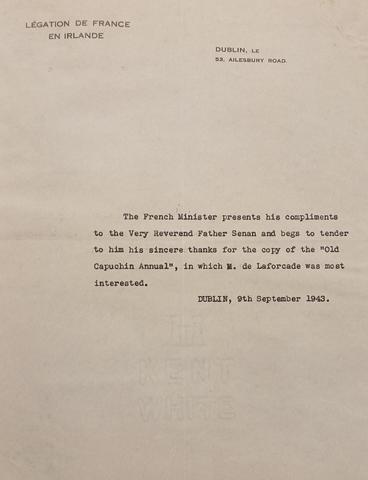 LÉGATION DE FRANCE
EN IRLANDE
DUBLIN, LE
53, AILESBURY ROAD.
The French Minister presents his compliments
to the Very Reverend Father Senan and begs to tender
to him his sincere thanks for the copy of the "Old
Capuchin Annual", in which M. de Laforcade was most
interested.
DUBLIN, 9th September 1943.